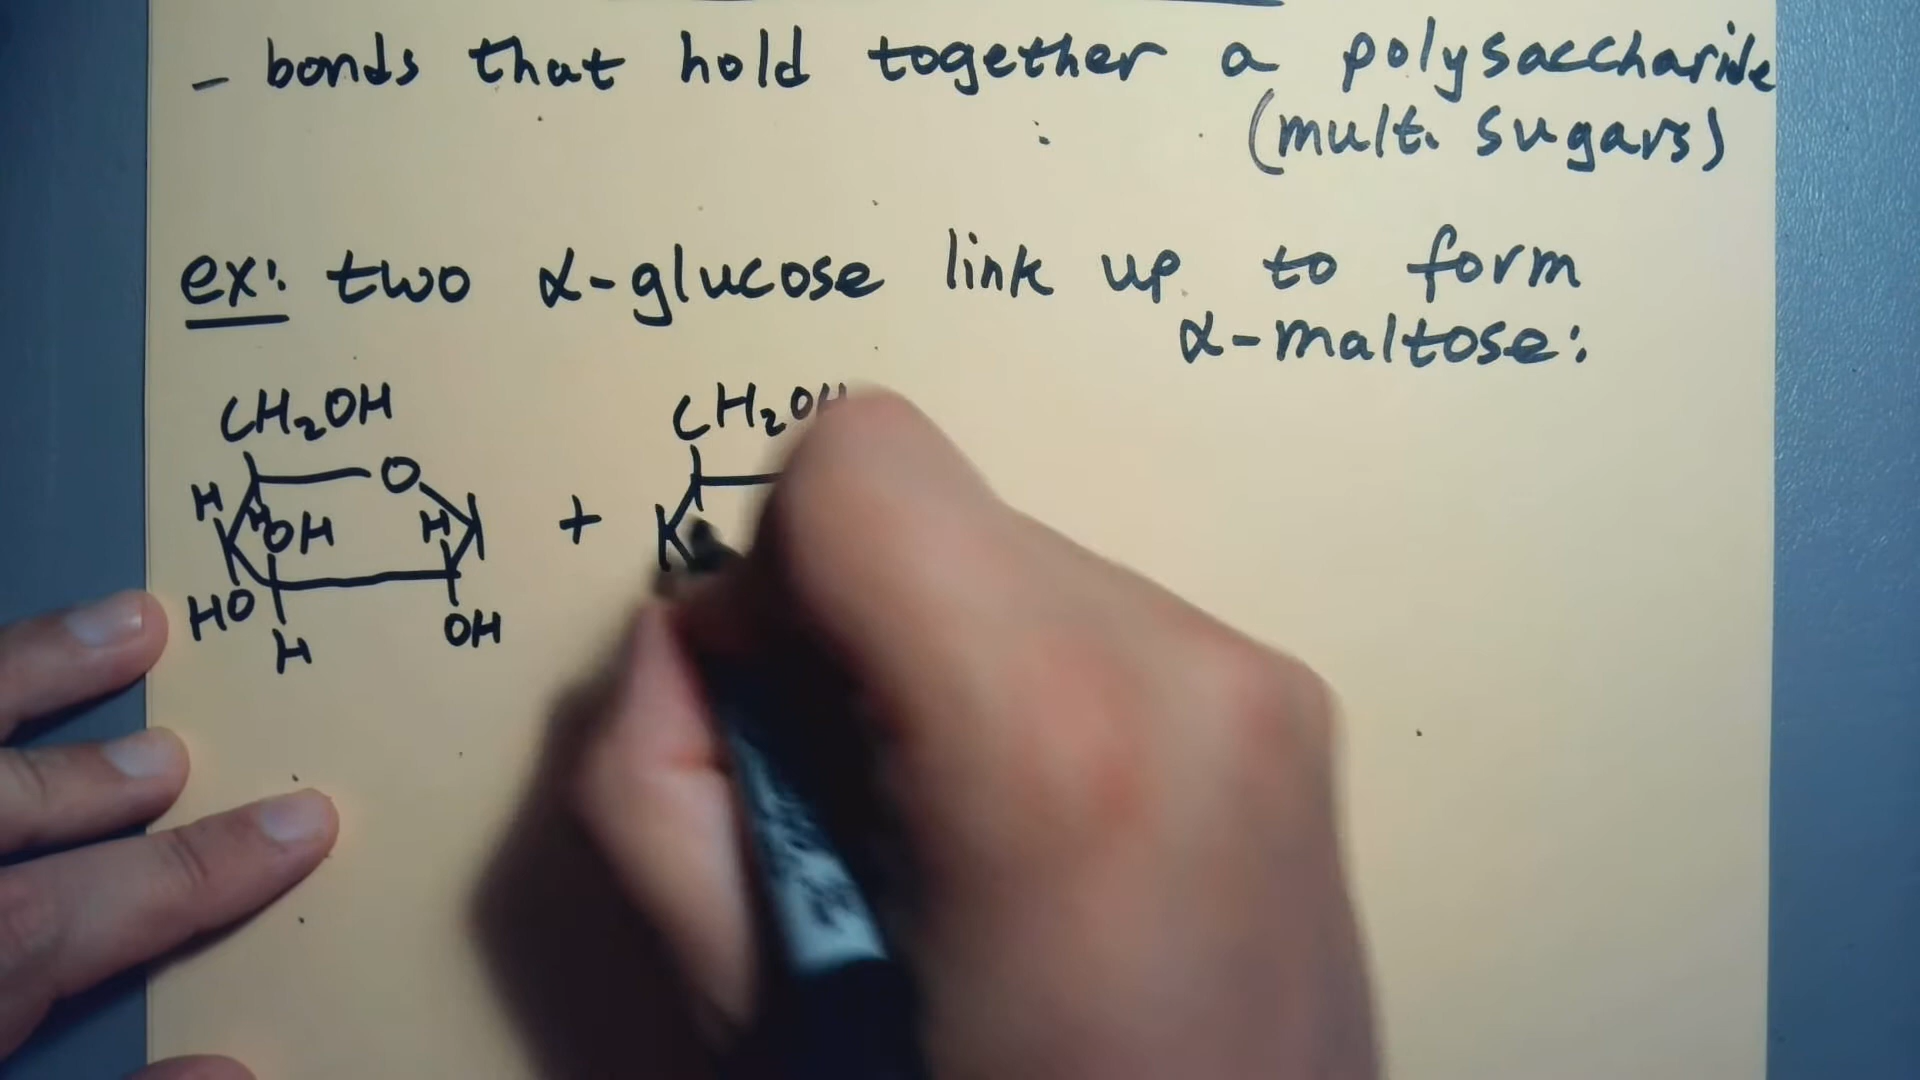 - bonds that hold together a polysaccharide
(mult. sugars)
ex: two α-glucose link up to form
α-maltose:
CH₂OH
CH₂OH
O
H
H
OH
H
+
HO
OH
H